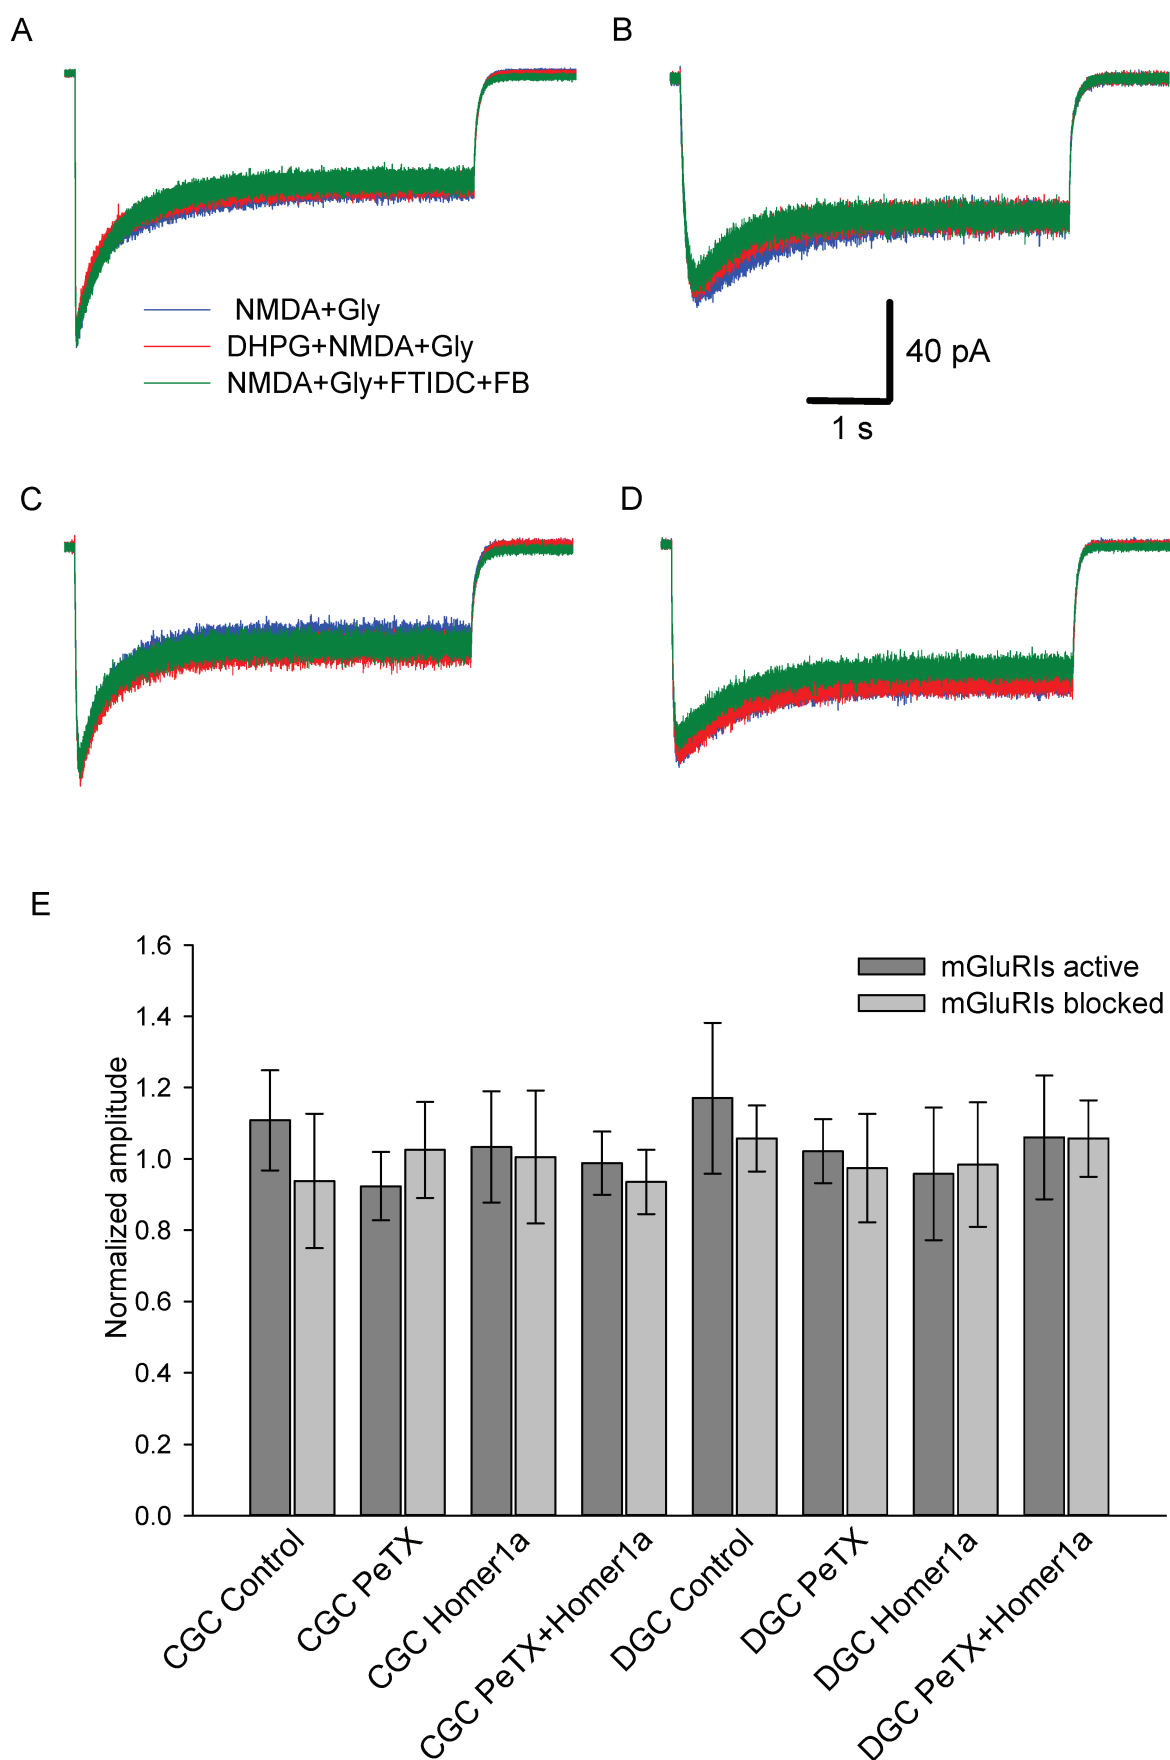 A
B
NMDA+Gly
DHPG+NMDA+Gly
NMDA+Gly+FTIDC+FB
40 pA
1 s
C
D
E
Normalized amplitude
1.6
1.4
1.2
1.0
0.8
0.6
0.4
0.2
0.0
mGluRIs active
mGluRIs blocked
CGC Control
CGC PeTX
CGC Homer1a
CGC PeTX+Homer1a
DGC Control
DGC PeTX
DGC Homer1a
DGC PeTX+Homer1a